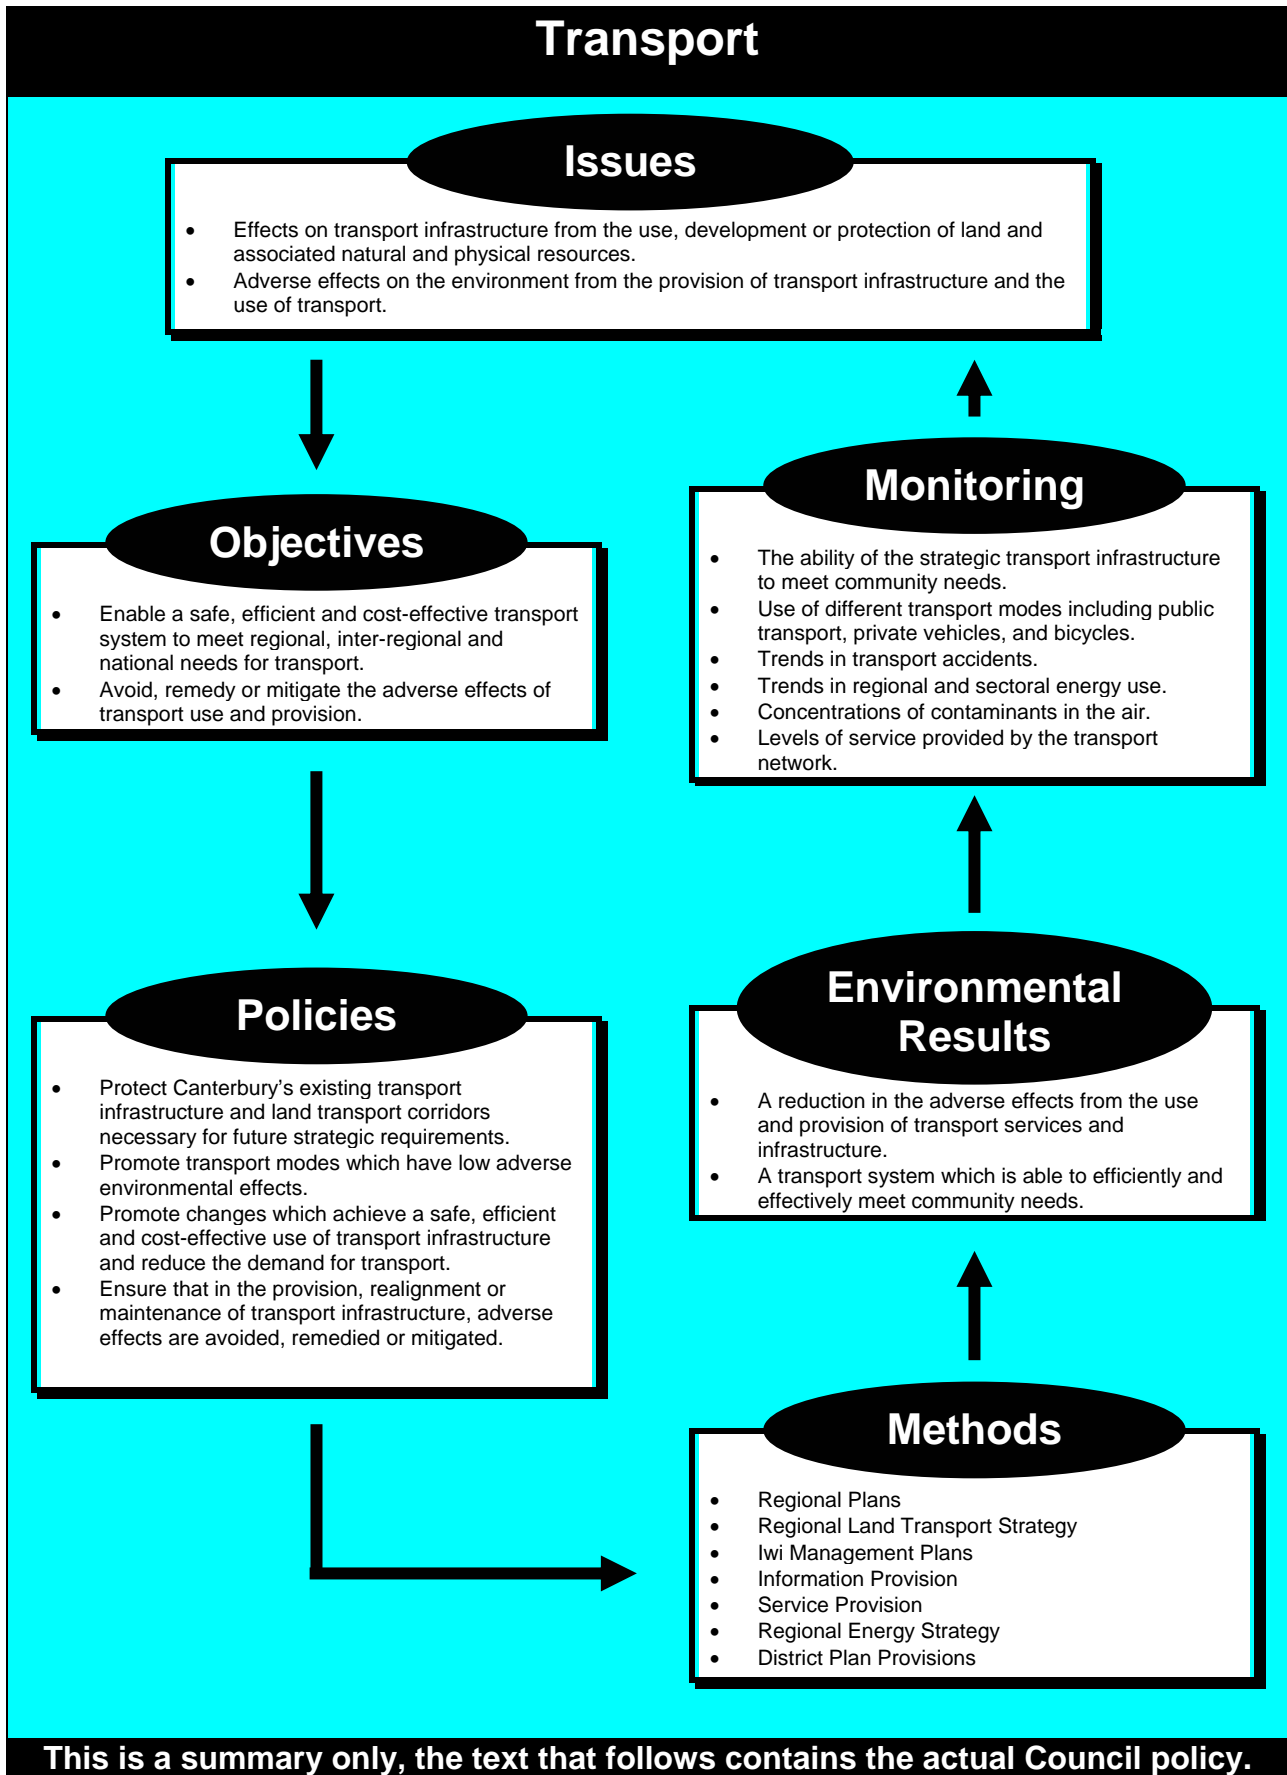 Transport
Issues
• Effects on transport infrastructure from the use, development or protection of land and
associated natural and physical resources.
• Adverse effects on the environment from the provision of transport infrastructure and the
use of transport.
Objectives
• Enable a safe, efficient and cost-effective transport
system to meet regional, inter-regional and
national needs for transport.
• Avoid, remedy or mitigate the adverse effects of
transport use and provision.
Policies
• Protect Canterbury's existing transport
infrastructure and land transport corridors
necessary for future strategic requirements.
• Promote transport modes which have low adverse
environmental effects.
• Promote changes which achieve a safe, efficient
and cost-effective use of transport infrastructure
and reduce the demand for transport.
• Ensure that in the provision, realignment or
maintenance of transport infrastructure, adverse
effects are avoided, remedied or mitigated.
Methods
• Regional Plans
• Regional Land Transport Strategy
• Iwi Management Plans
• Information Provision
• Service Provision
• Regional Energy Strategy
• District Plan Provisions
Environmental
Results
• A reduction in the adverse effects from the use
and provision of transport services and
infrastructure.
• A transport system which is able to efficiently and
effectively meet community needs.
Monitoring
• The ability of the strategic transport infrastructure
to meet community needs.
• Use of different transport modes including public
transport, private vehicles, and bicycles.
• Trends in transport accidents.
• Trends in regional and sectoral energy use.
• Concentrations of contaminants in the air.
• Levels of service provided by the transport
network.
This is a summary only, the text that follows contains the actual Council policy.